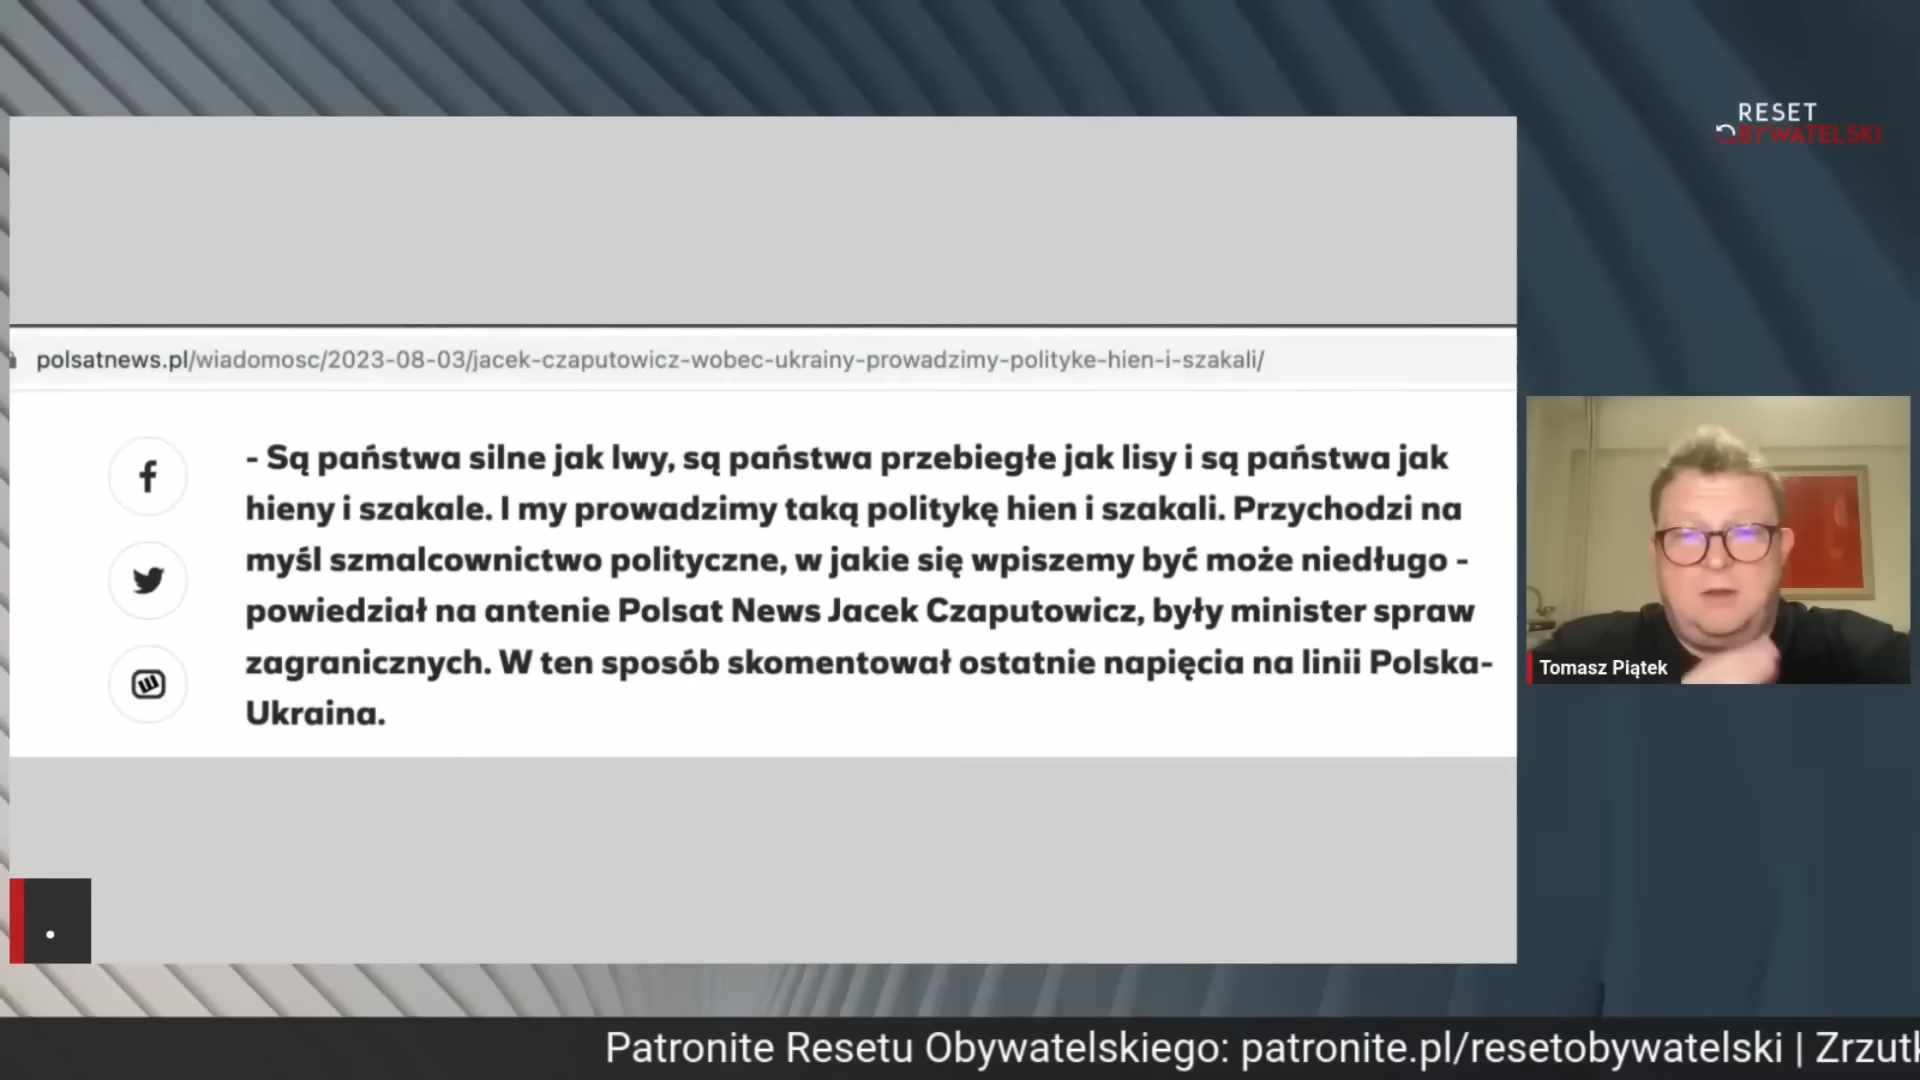 RESET
OBYWATELSKI
polsatnews.pl/wiadomosc/2023-08-03/jacek-czaputowicz-wobec-ukrainy-prowadzimy-polityke-hien-i-szakali/
- Są państwa silne jak lwy, są państwa przebiegłe jak lisy i są państwa jak
hieny i szakale. I my prowadzimy taką politykę hien i szakali. Przychodzi na
myśl szmalcownictwo polityczne, w jakie się wpiszemy być może niedługo -
powiedział na antenie Polsat News Jacek Czaputowicz, były minister spraw
zagranicznych. W ten sposób skomentował ostatnie napięcia na linii Polska-
Ukraina.
Tomasz Piątek
.
Patronite Resetu Obywatelskiego: patronite.pl/resetobywatelski | Zrzutk